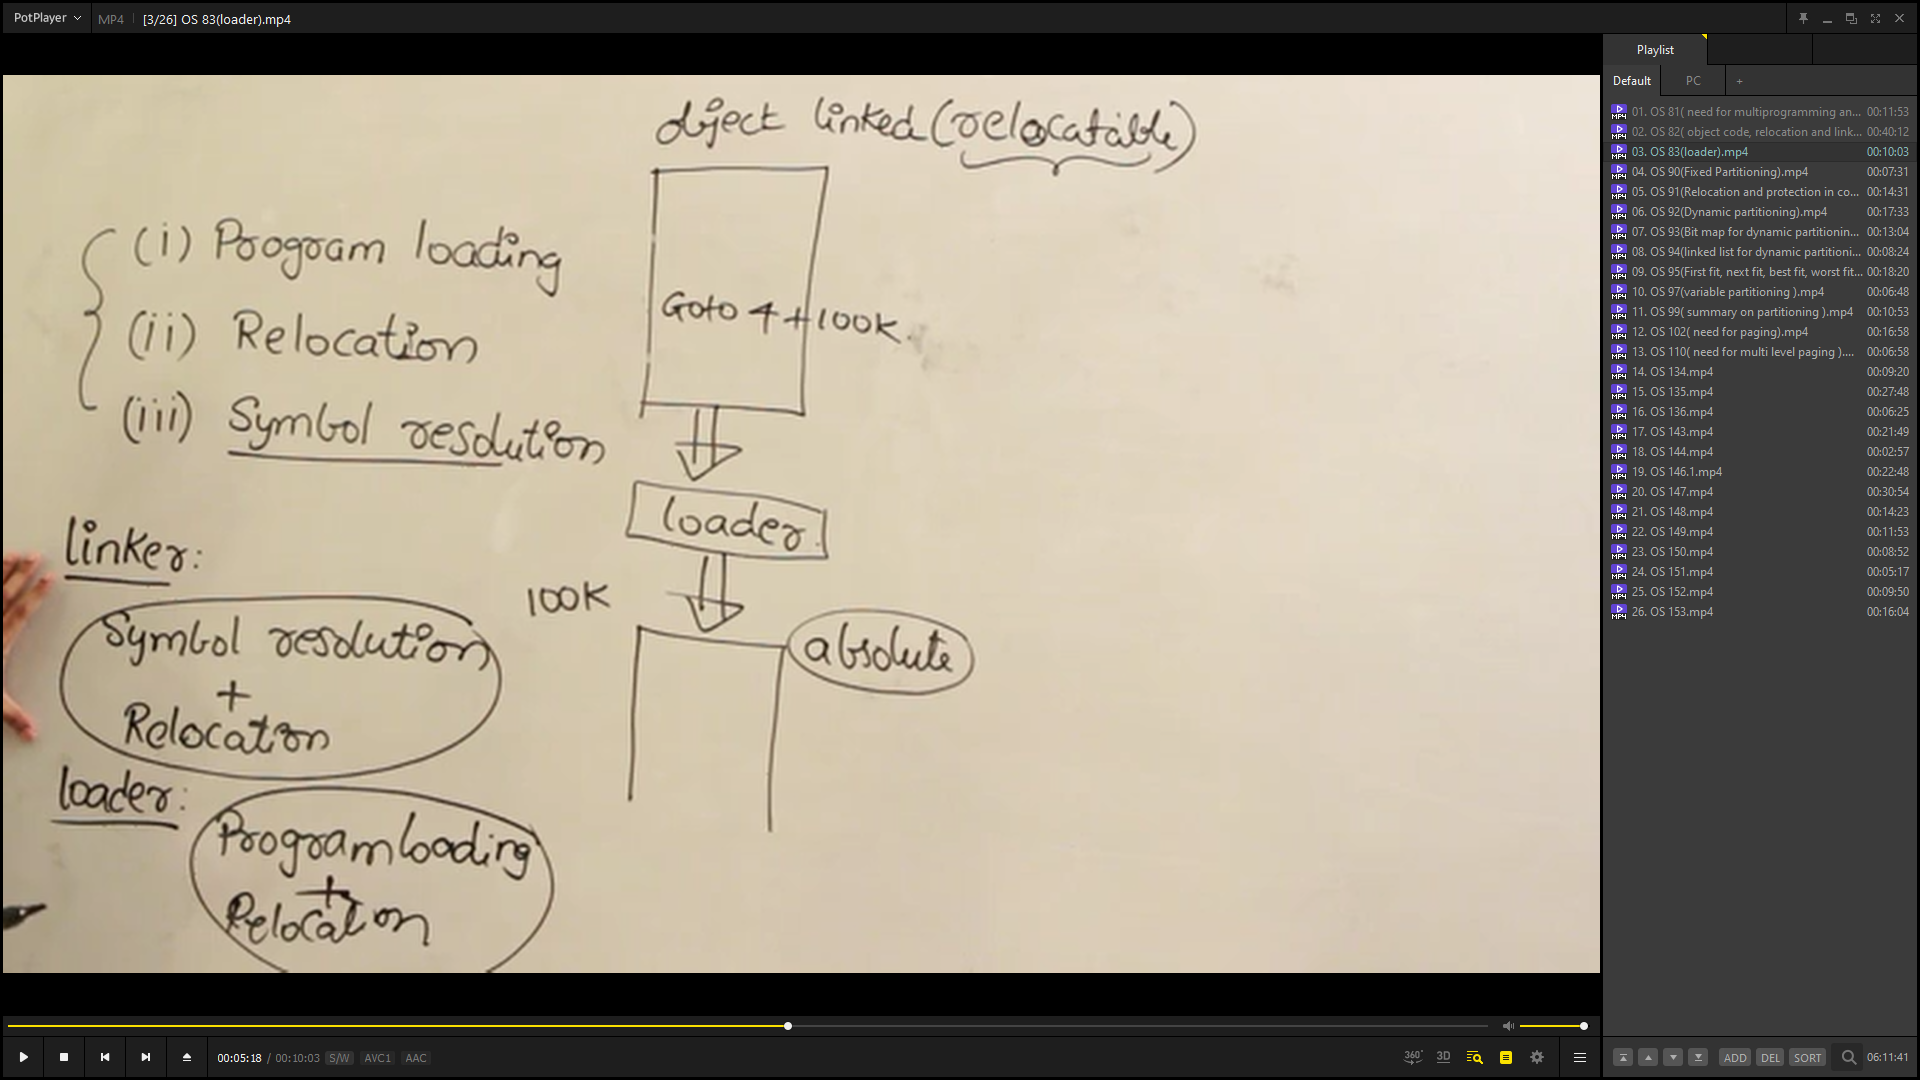 PotPlayer
MP4
[3/26] OS 83(loader).mp4
object linked (relocatable)
(i) Program loading
(ii) Relocation
(iii) Symbol resolution
Goto 4+100K.
loader
100K
absolute
linker:
Symbol resolution
+
Relocation
loader:
Program loading
+
Relocation
00:05:18 / 00:10:03 S/W AVC1 AAC
360° 3D
Playlist
Default PC +
01. OS 81( need for multiprogramming an... 00:11:53
02. OS 82( object code, relocation and link... 00:40:12
03. OS 83(loader).mp4 00:10:03
04. OS 90(Fixed Partitioning).mp4 00:07:31
05. OS 91(Relocation and protection in co... 00:14:31
06. OS 92(Dynamic partitioning).mp4 00:17:33
07. OS 93(Bit map for dynamic partitionin... 00:13:04
08. OS 94(linked list for dynamic partitioni... 00:08:24
09. OS 95(First fit, next fit, best fit, worst fit... 00:18:20
10. OS 97(variable partitioning ).mp4 00:06:48
11. OS 99( summary on partitioning ).mp4 00:10:53
12. OS 102( need for paging).mp4 00:16:58
13. OS 110( need for multi level paging ).... 00:06:58
14. OS 134.mp4 00:09:20
15. OS 135.mp4 00:27:48
16. OS 136.mp4 00:06:25
17. OS 143.mp4 00:21:49
18. OS 144.mp4 00:02:57
19. OS 146.1.mp4 00:22:48
20. OS 147.mp4 00:30:54
21. OS 148.mp4 00:14:23
22. OS 149.mp4 00:11:53
23. OS 150.mp4 00:08:52
24. OS 151.mp4 00:05:17
25. OS 152.mp4 00:09:50
26. OS 153.mp4 00:16:04
ADD DEL SORT 06:11:41